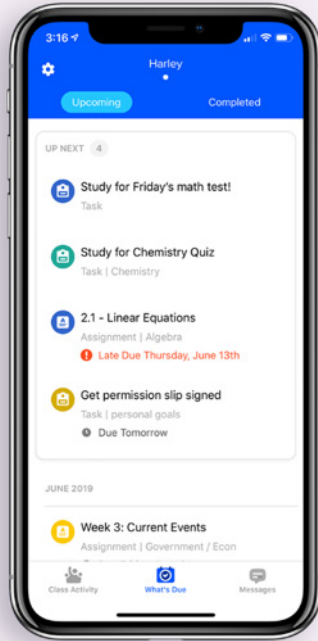 3:16
Harley
Upcoming
Completed
UP NEXT 4
Study for Friday's math test!
Task
Study for Chemistry Quiz
Task | Chemistry
2.1 - Linear Equations
Assignment | Algebra
Late Due Thursday, June 13th
Get permission slip signed
Task | personal goals
Due Tomorrow
JUNE 2019
Week 3: Current Events
Assignment | Government / Econ
Class Activity
What's Due
Messages